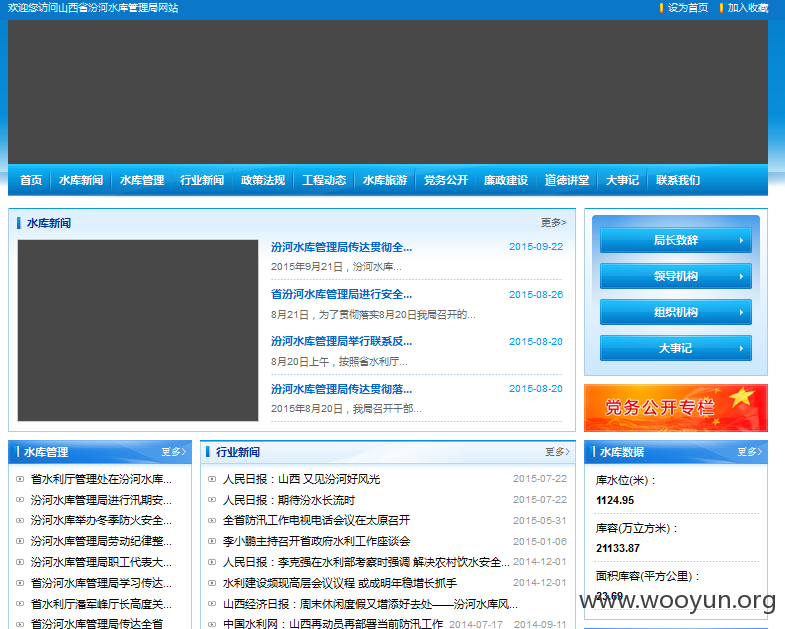 欢迎您访问山西省汾河水库管理局网站
设为首页 加入收藏
首页 水库新闻 水库管理 行业新闻 政策法规 工程动态 水库旅游 党务公开 廉政建设 道德讲堂 大事记 联系我们
水库新闻 更多>
汾河水库管理局传达贯彻全... 2015-09-22
2015年9月21日，汾河水库...
省汾河水库管理局进行安全... 2015-08-26
8月21日，为了贯彻落实8月20日我局召开的...
汾河水库管理局举行联系反... 2015-08-20
8月20日上午，按照省水利厅...
汾河水库管理局传达贯彻落... 2015-08-20
2015年8月20日，我局召开干部...
局长致辞
领导机构
组织机构
大事记
党务公开专栏
水库管理 更多>
省水利厅管理处在汾河水库...
汾河水库管理局进行汛期安...
汾河水库举办冬季防火安全...
汾河水库管理局劳动纪律整...
汾河水库管理局职工代表大...
省汾河水库管理局学习传达...
省水利厅潘军峰厅长高度关...
省汾河水库管理局传达全省
行业新闻 更多>
人民日报：山西 又见汾河好风光 2015-07-22
人民日报：期待汾水长流时 2015-07-22
全省防汛工作电视电话会议在太原召开 2015-05-31
李小鹏主持召开省政府水利工作座谈会 2015-01-06
人民日报：李克强在水利部考察时强调 解决农村饮水安全... 2014-12-01
水利建设频现高层会议议程 或成明年稳增长抓手 2014-12-01
山西经济日报：周末休闲度假又增添好去处——汾河水库风...
中国水利网：山西再动员再部署当前防汛工作 2014-07-17 2014-09-11
水库数据 更多>
库水位(米)：
1124.95
库容(万立方米)：
21133.87
面积库容(平方公里)：
23.69
www.wooyun.org